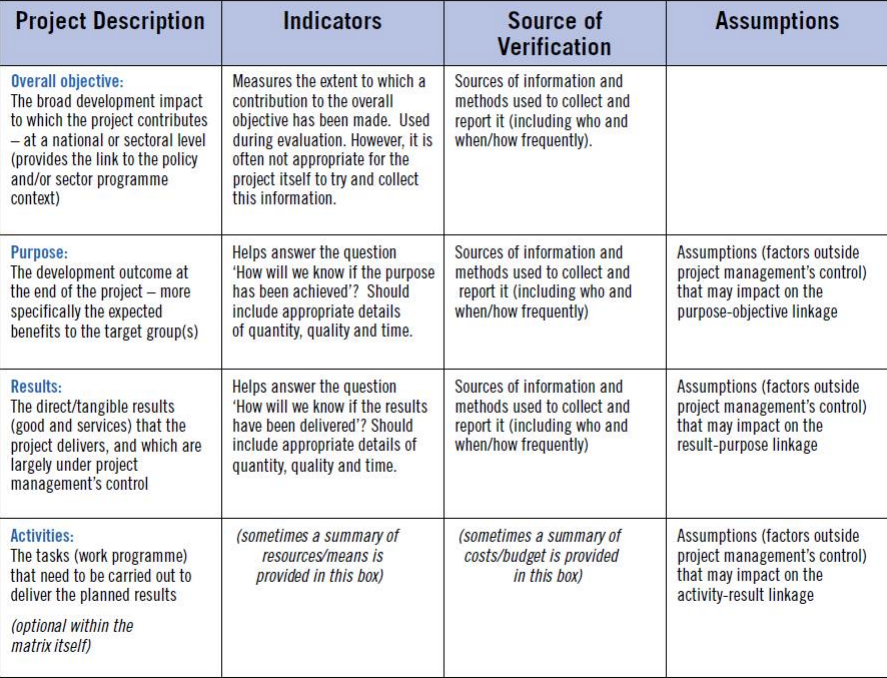 Project Description
Indicators
Source of
Verification
Assumptions
Overall objective:
The broad development impact
to which the project contributes
– at a national or sectoral level
(provides the link to the policy
and/or sector programme
context)
Measures the extent to which a
contribution to the overall
objective has been made. Used
during evaluation. However, it is
often not appropriate for the
project itself to try and collect
this information.
Sources of information and
methods used to collect and
report it (including who and
when/how frequently).
Purpose:
The development outcome at
the end of the project – more
specifically the expected
benefits to the target group(s)
Helps answer the question
‘How will we know if the purpose
has been achieved’? Should
include appropriate details
of quantity, quality and time.
Sources of information and
methods used to collect and
report it (including who and
when/how frequently)
Assumptions (factors outside
project management’s control)
that may impact on the
purpose-objective linkage
Results:
The direct/tangible results
(good and services) that the
project delivers, and which are
largely under project
management’s control
Helps answer the question
‘How will we know if the results
have been delivered’? Should
include appropriate details of
quantity, quality and time.
Sources of information and
methods used to collect and
report it (including who and
when/how frequently)
Assumptions (factors outside
project management’s control)
that may impact on the
result-purpose linkage
Activities:
The tasks (work programme)
that need to be carried out to
deliver the planned results
(optional within the
matrix itself)
(sometimes a summary of
resources/means is
provided in this box)
(sometimes a summary of
costs/budget is provided
in this box)
Assumptions (factors outside
project management’s control)
that may impact on the
activity-result linkage